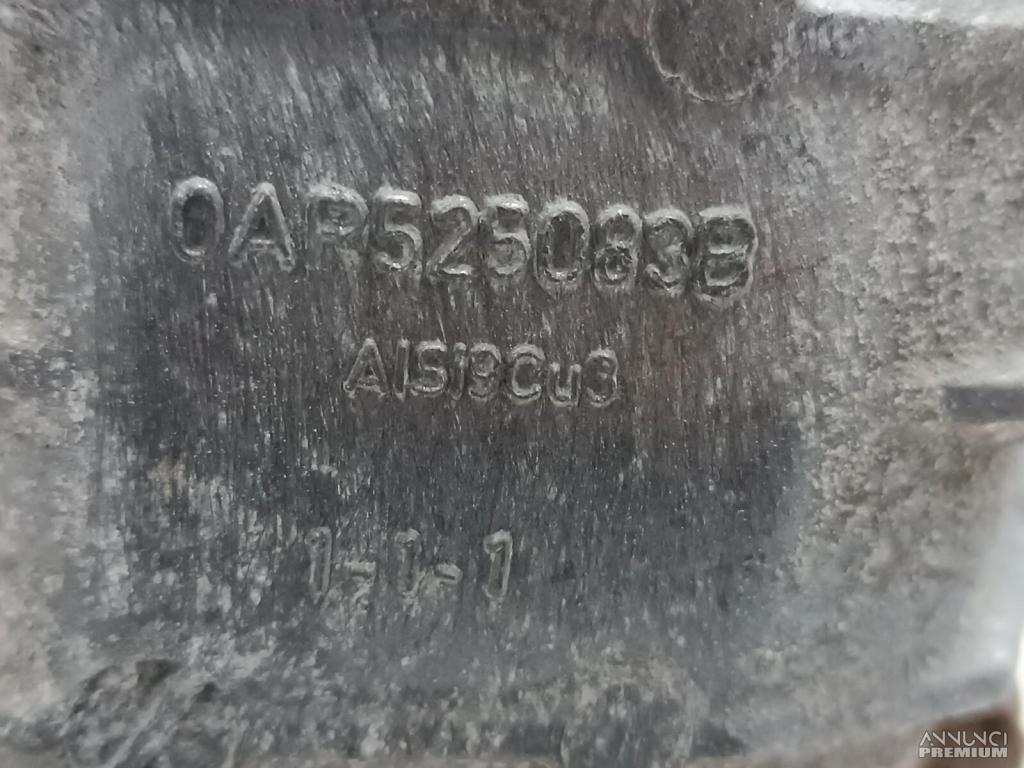 0AR525083B
AlSi9Cu3
1-1-1
ANNUNCI
PREMIUM